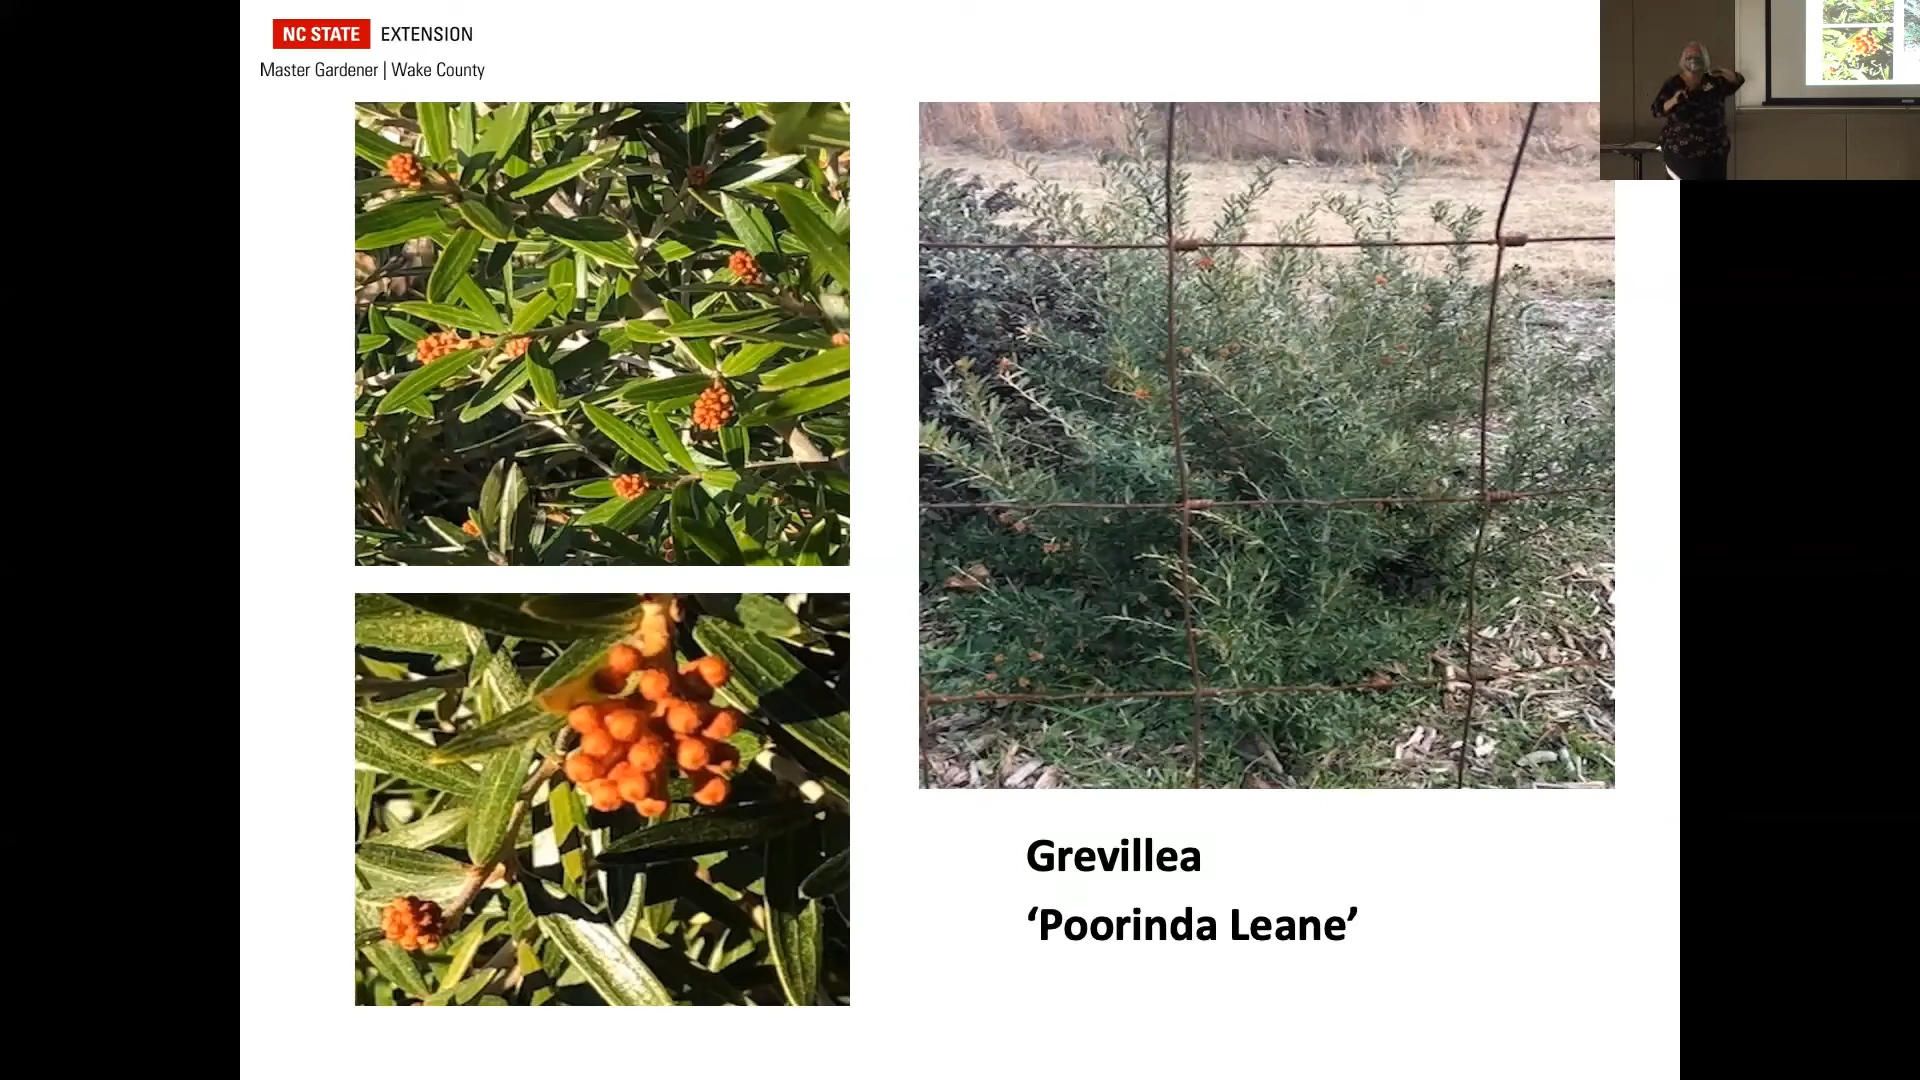 NC STATE EXTENSION
Master Gardener | Wake County
Grevillea
‘Poorinda Leane’